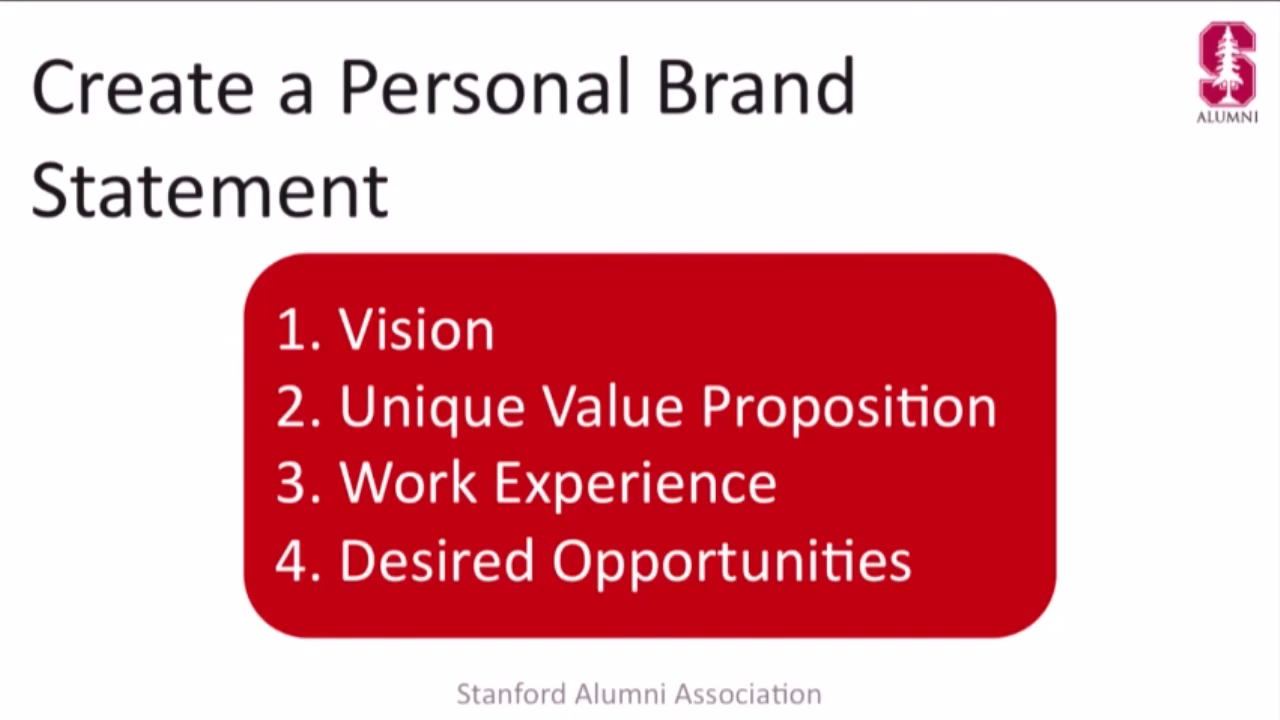 Create a Personal Brand
Statement
ALUMNI
1. Vision
2. Unique Value Proposition
3. Work Experience
4. Desired Opportunities
Stanford Alumni Association